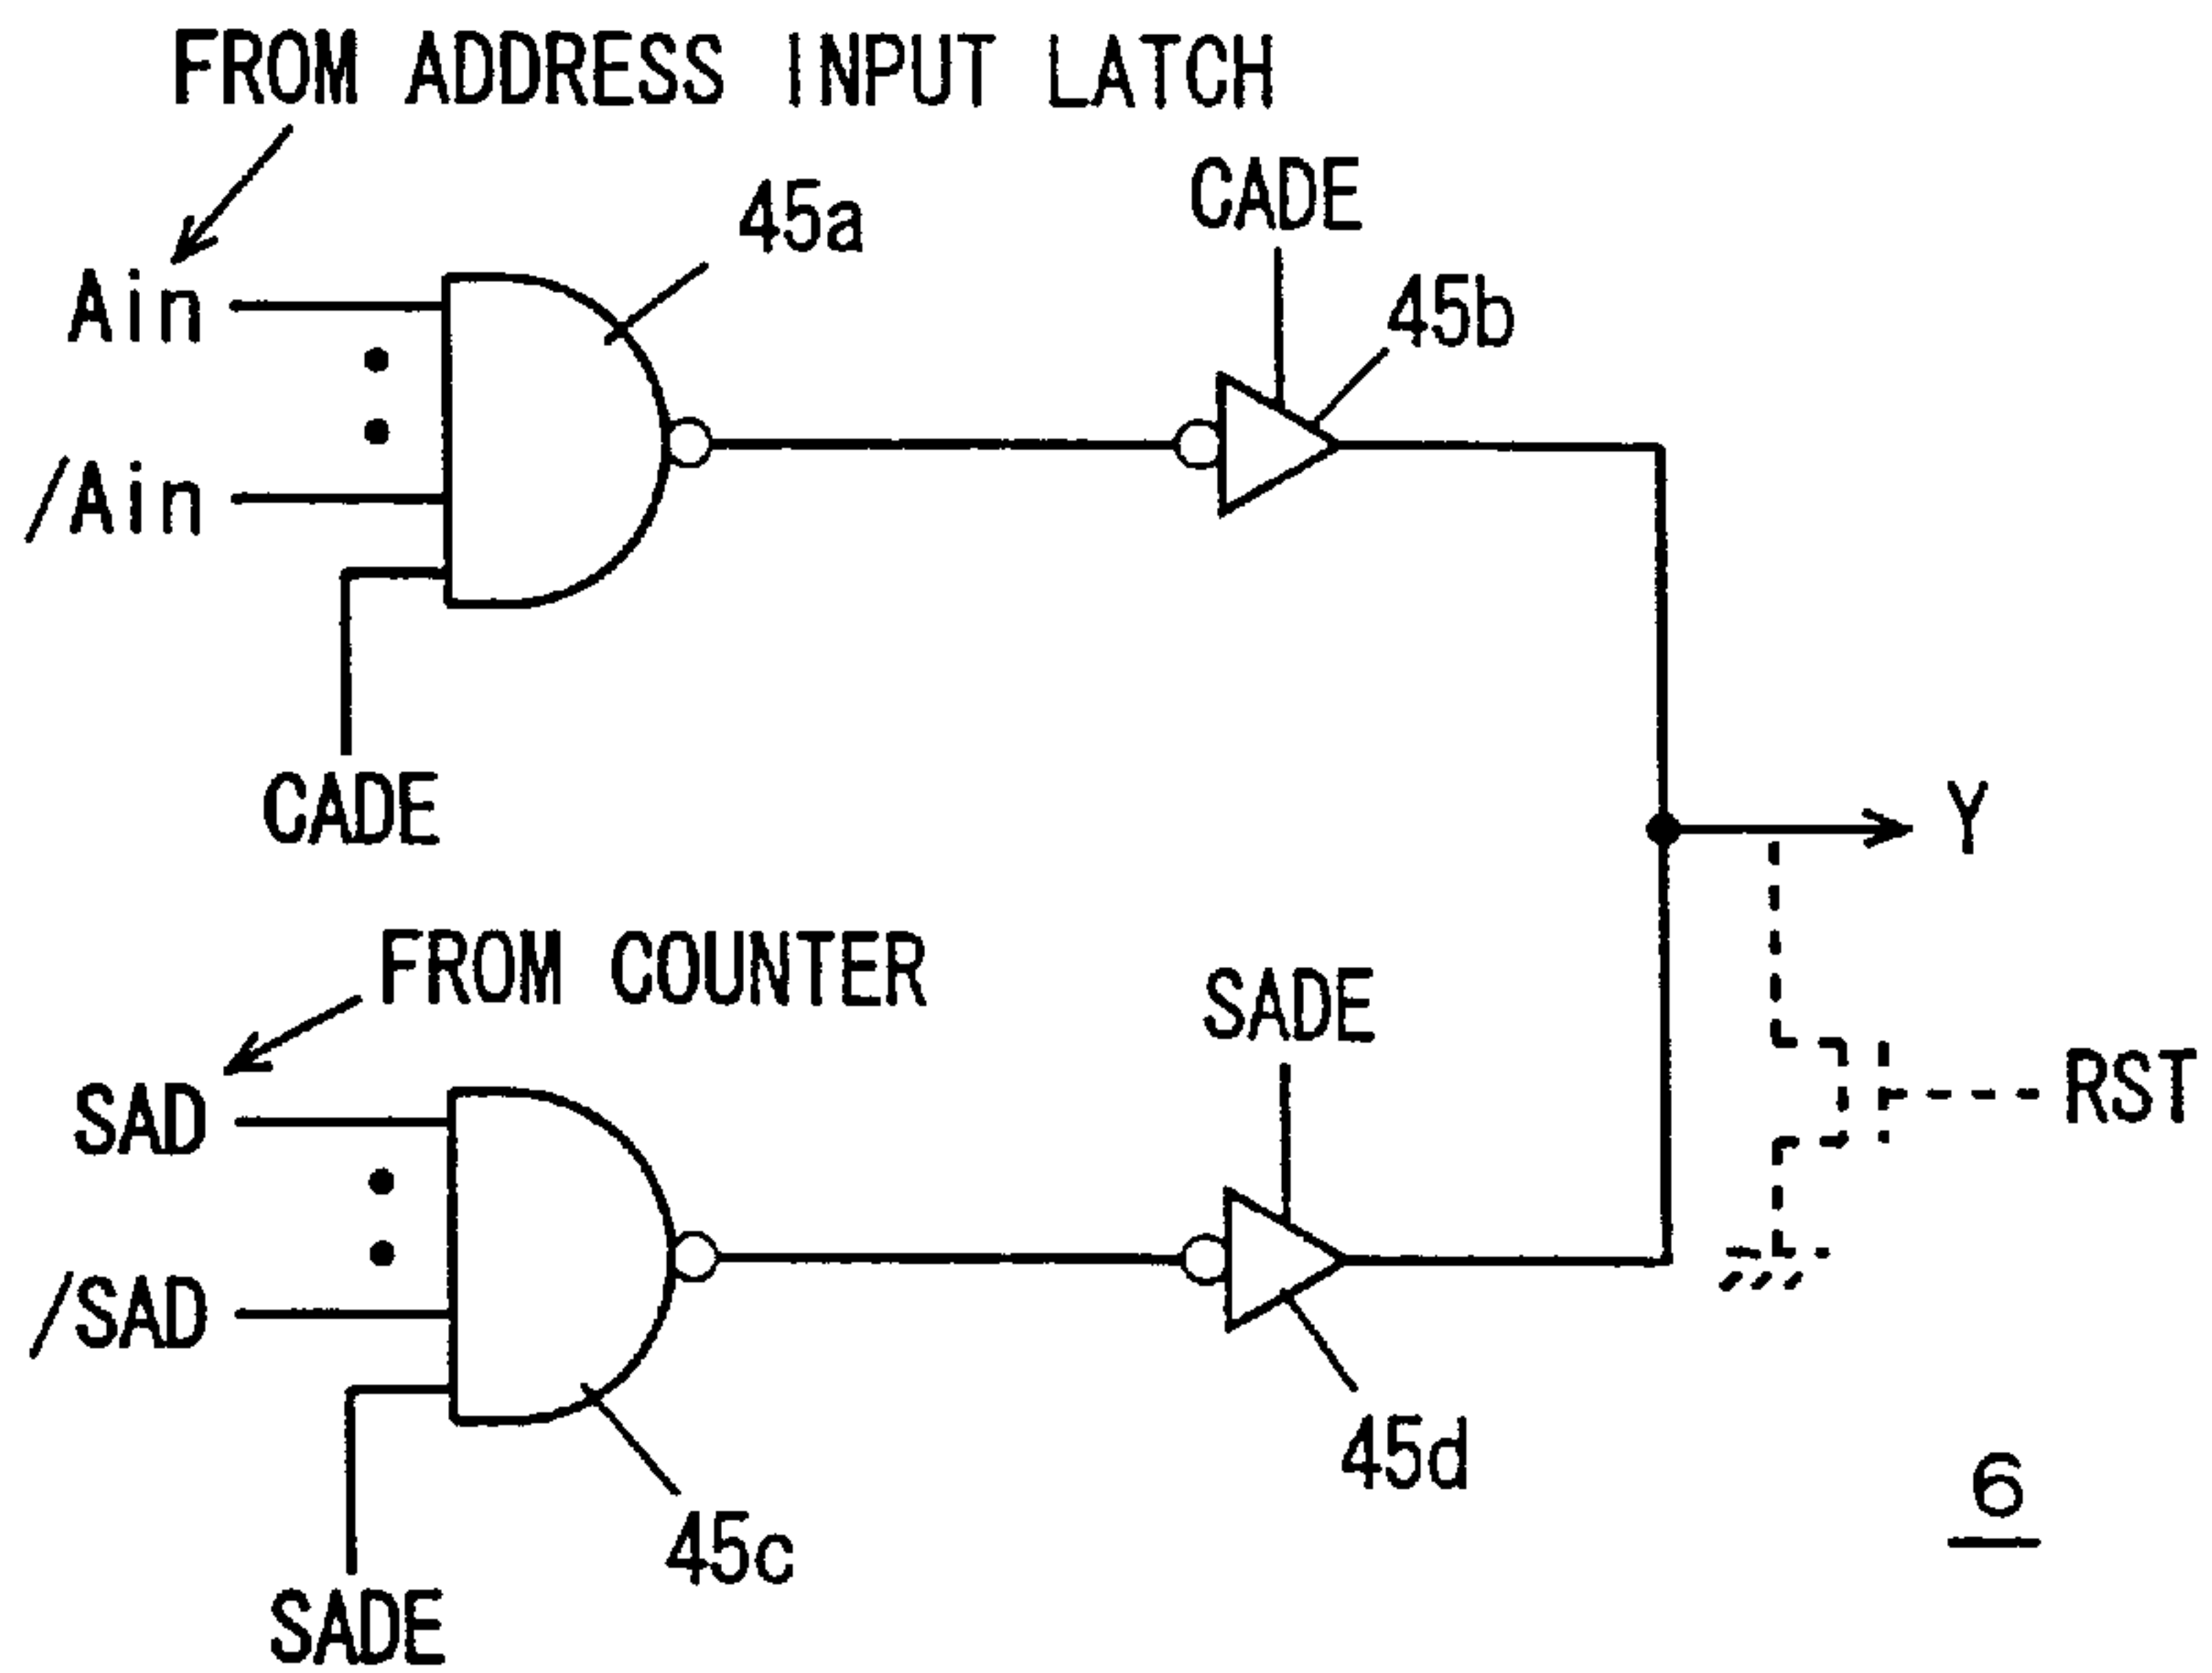 FROM ADDRESS INPUT LATCH
CADE
45a
45b
Ain
/Ain
CADE
Y
FROM COUNTER
SADE
RST
SAD
/SAD
45d
45c
6
SADE